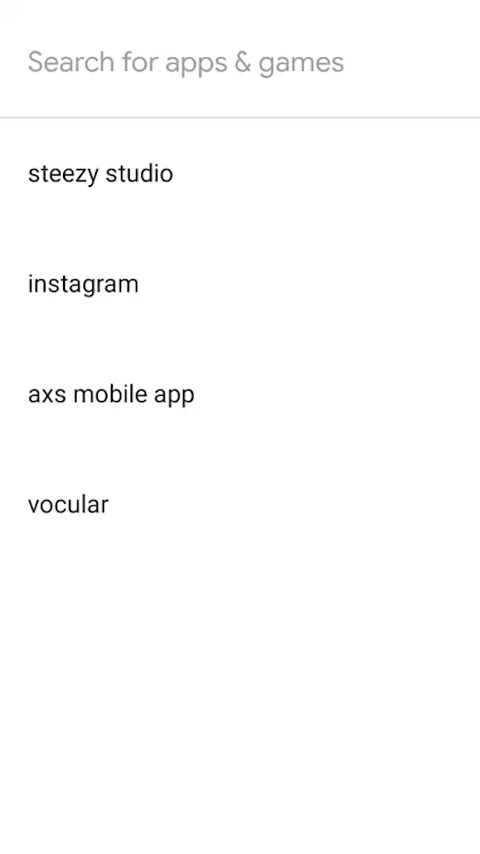 Search for apps & games
steezy studio
instagram
axs mobile app
vocular